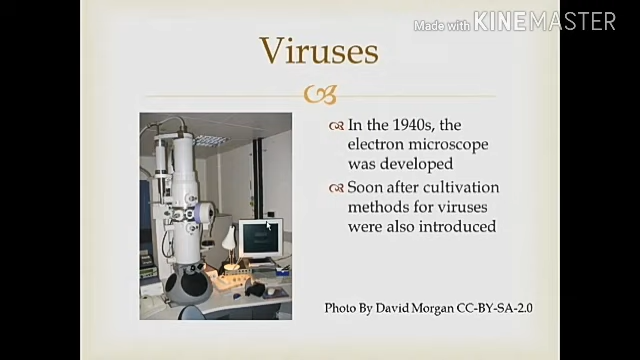 Made with KINEMASTER
Viruses
In the 1940s, the
electron microscope
was developed
Soon after cultivation
methods for viruses
were also introduced
Photo By David Morgan CC-BY-SA-2.0